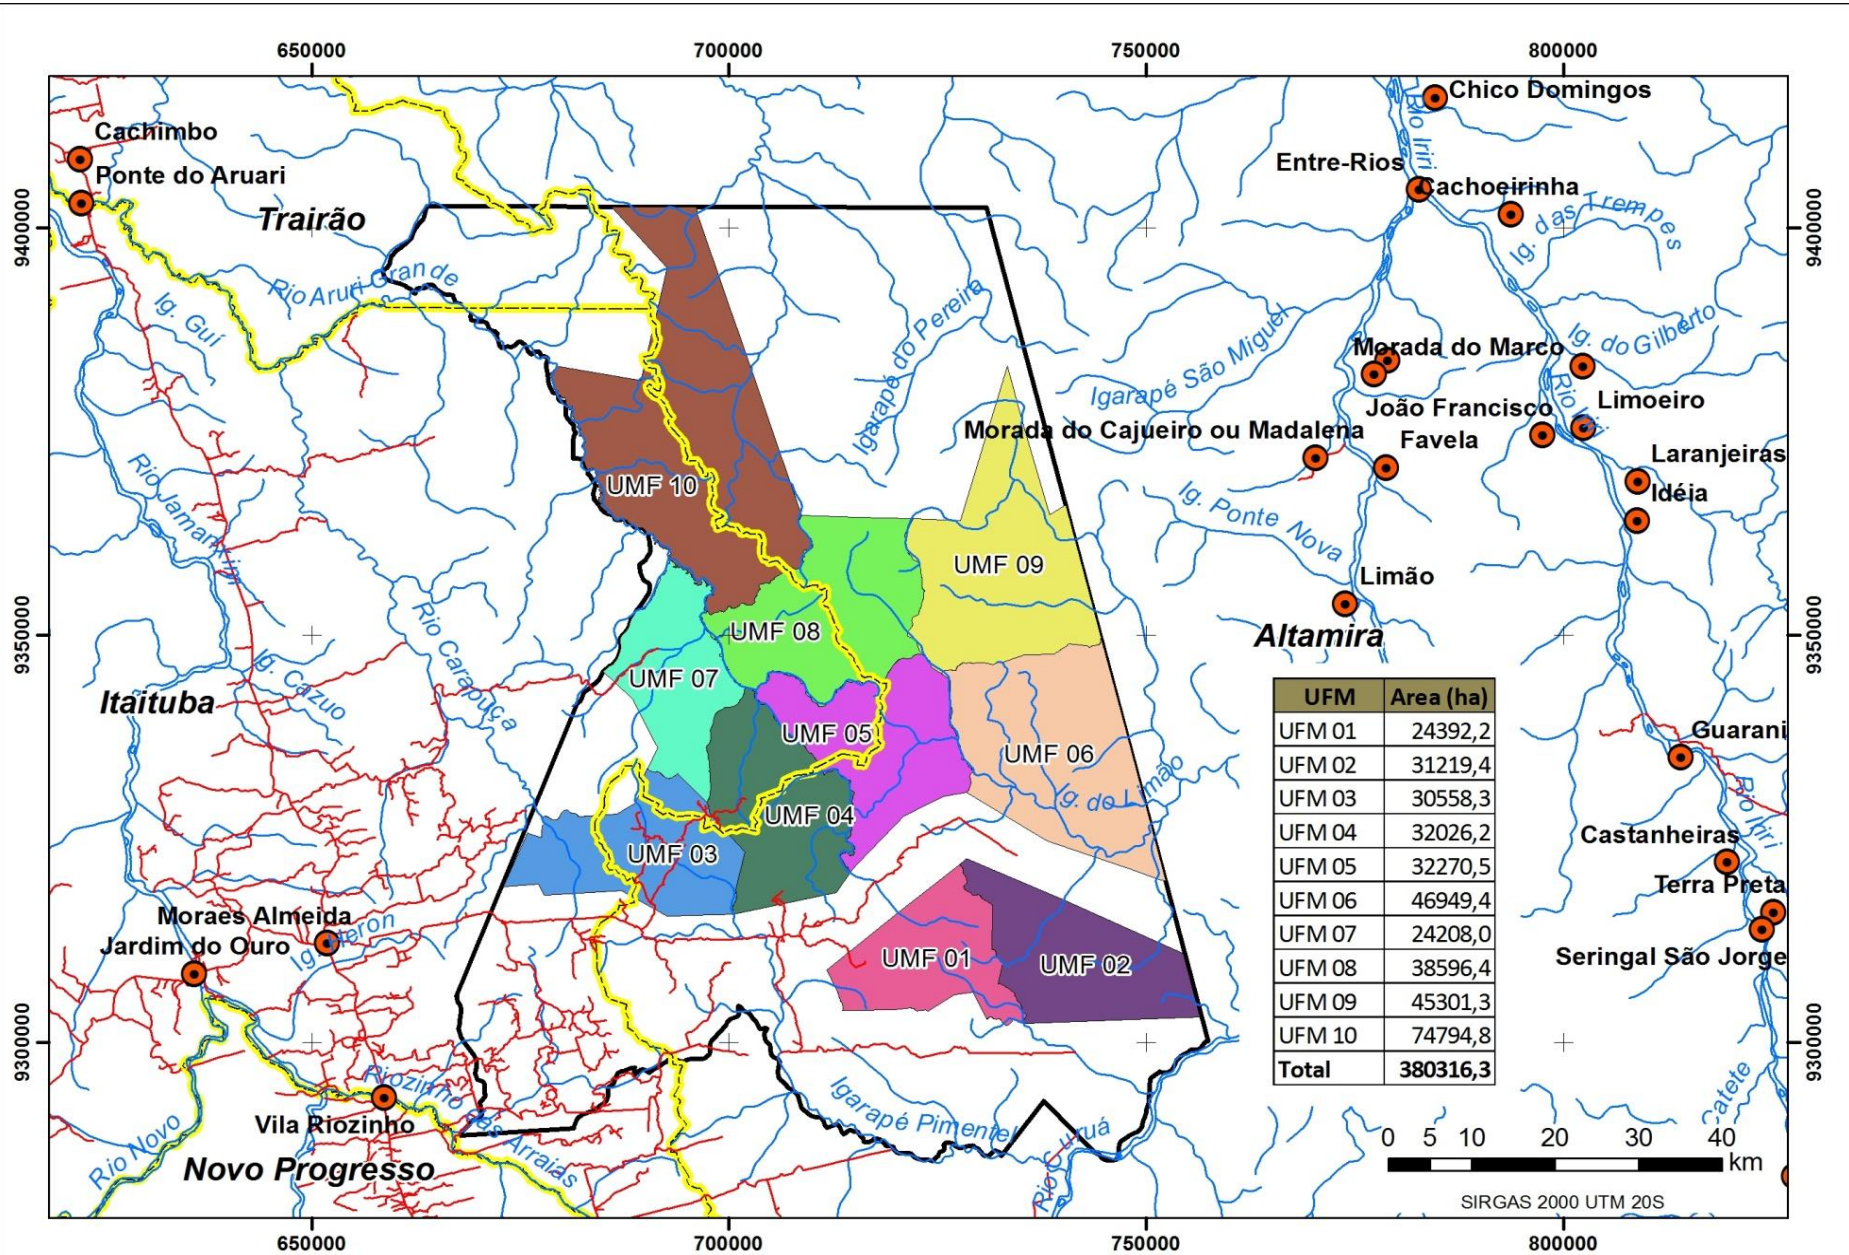 650000 700000 750000 800000
Chico Domingos
Rio Iriri
Cachimbo
Entre-Rios
Ponte do Aruari
Cachoeirinha
Trairão
Ig. das Trempes
9400000 9400000
Rio Aruri Grande
Igarapé do Pereira
Ig. Guí
Igarapé São Miguel
Ig. do Gilberto
Morada do Marco
João Francisco
Rio Iriri
Limoeiro
Morada do Cajueiro ou Madalena
Favela
Laranjeiras
Idéia
UMF 10
Rio Jamanxim
Ig. Ponte Nova
UMF 09
Limão
UMF 08
Altamira
9350000 9350000
Rio Carapuça
Ig. Cazuo
UMF 07
Itaituba
UMF 05
UMF 06
Guarani
Ig. do Limão
Rio Iriri
UMF 04
UMF 03
Castanheiras
Terra Preta
Moraes Almeida
Ig. Heron
Jardim do Ouro
UMF 01
UMF 02
Seringal São Jorge
9300000 9300000
UFM Area (ha)
UFM 01 24392,2
UFM 02 31219,4
UFM 03 30558,3
UFM 04 32026,2
UFM 05 32270,5
UFM 06 46949,4
UFM 07 24208,0
UFM 08 38596,4
UFM 09 45301,3
UFM 10 74794,8
Total 380316,3
Riozinho das Arraias
Igarapé Pimentel
Catete
Vila Riozinho
Rio Novo
Novo Progresso
Rio Curuá
0 5 10 20 30 40
km
SIRGAS 2000 UTM 20S
650000 700000 750000 800000